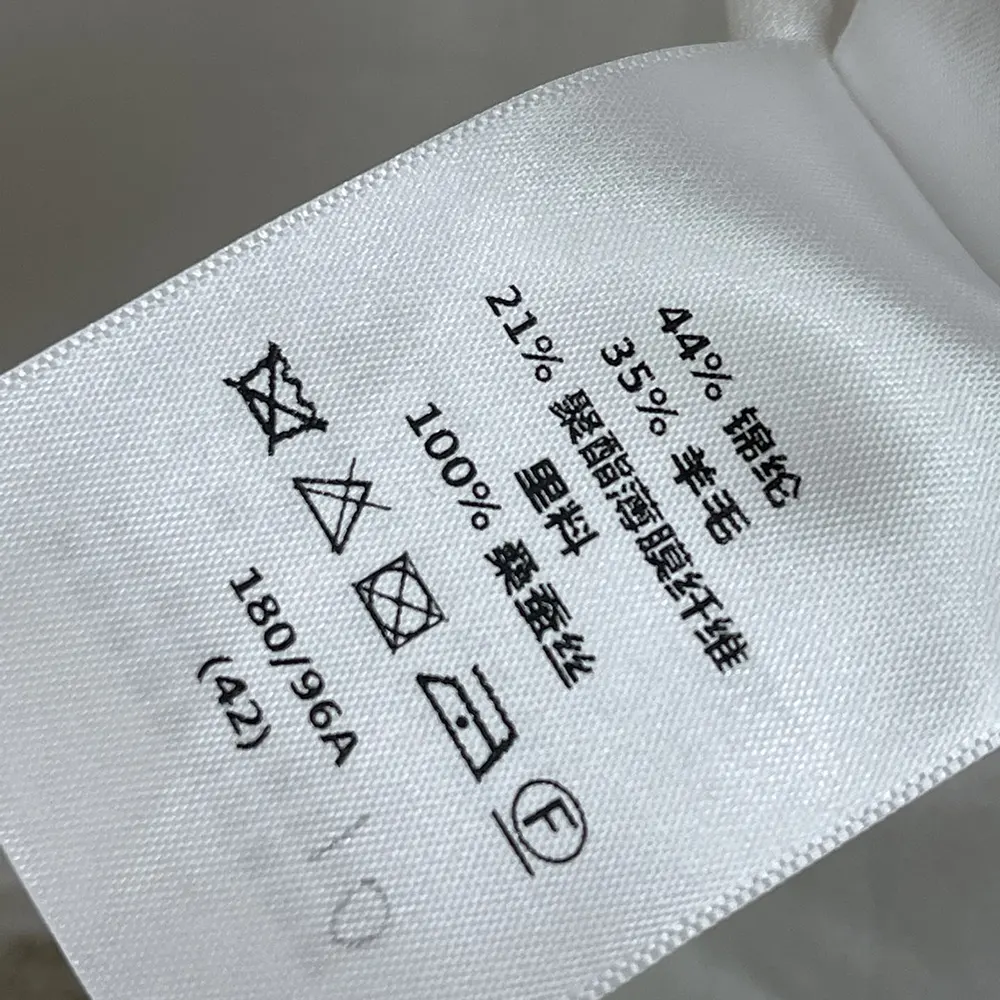 44% 锦纶
35% 羊毛
21% 聚酯薄膜纤维
里料
100% 桑蚕丝
F
180/96A
(42)